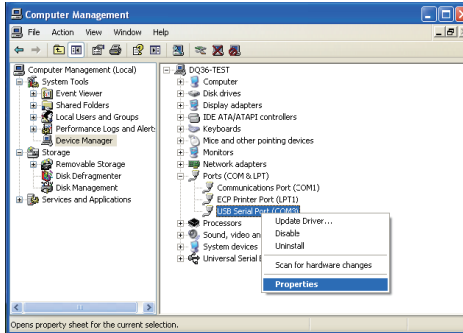 Computer Management
File Action View Window Help
Computer Management (Local)
System Tools
Event Viewer
Shared Folders
Local Users and Groups
Performance Logs and Alerts
Device Manager
Storage
Removable Storage
Disk Defragmenter
Disk Management
Services and Applications
DQ36-TEST
Computer
Disk drives
Display adapters
IDE ATA/ATAPI controllers
Keyboards
Mice and other pointing devices
Monitors
Network adapters
Ports (COM & LPT)
Communications Port (COM1)
ECP Printer Port (LPT1)
USB Serial Port (COM3)
Processors
Sound, video an
System devices
Universal Serial
Update Driver...
Disable
Uninstall
Scan for hardware changes
Properties
Opens property sheet for the current selection.